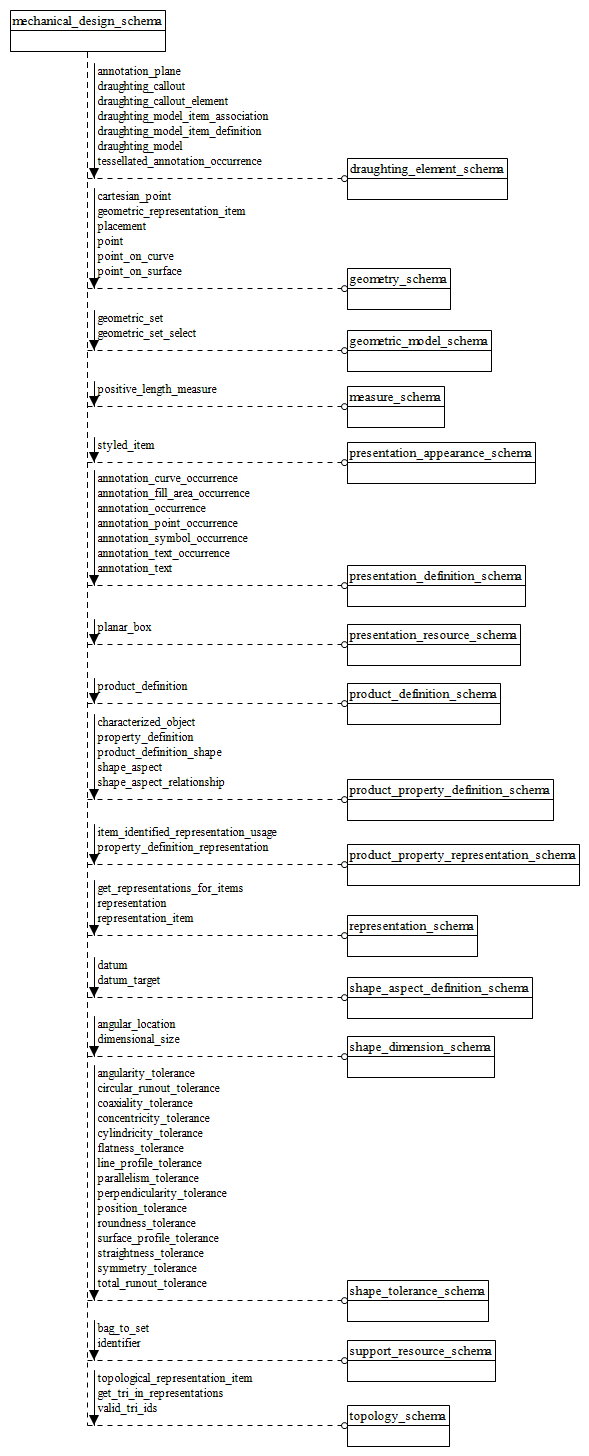 mechanical_design_schema
annotation_plane
draughting_callout
draughting_callout_element
draughting_model_item_association
draughting_model_item_definition
draughting_model
tessellated_annotation_occurrence
draughting_element_schema
cartesian_point
geometric_representation_item
placement
point
point_on_curve
point_on_surface
geometry_schema
geometric_set
geometric_set_select
geometric_model_schema
positive_length_measure
measure_schema
styled_item
presentation_appearance_schema
annotation_curve_occurrence
annotation_fill_area_occurrence
annotation_occurrence
annotation_point_occurrence
annotation_symbol_occurrence
annotation_text_occurrence
annotation_text
presentation_definition_schema
planar_box
presentation_resource_schema
product_definition
product_definition_schema
characterized_object
property_definition
product_definition_shape
shape_aspect
shape_aspect_relationship
product_property_definition_schema
item_identified_representation_usage
property_definition_representation
product_property_representation_schema
get_representations_for_items
representation
representation_item
representation_schema
datum
datum_target
shape_aspect_definition_schema
angular_location
dimensional_size
shape_dimension_schema
angularity_tolerance
circular_runout_tolerance
coaxiality_tolerance
concentricity_tolerance
cylindricity_tolerance
flatness_tolerance
line_profile_tolerance
parallelism_tolerance
perpendicularity_tolerance
position_tolerance
roundness_tolerance
surface_profile_tolerance
straightness_tolerance
symmetry_tolerance
total_runout_tolerance
shape_tolerance_schema
bag_to_set
identifier
support_resource_schema
topological_representation_item
get_tri_in_representations
valid_tri_ids
topology_schema